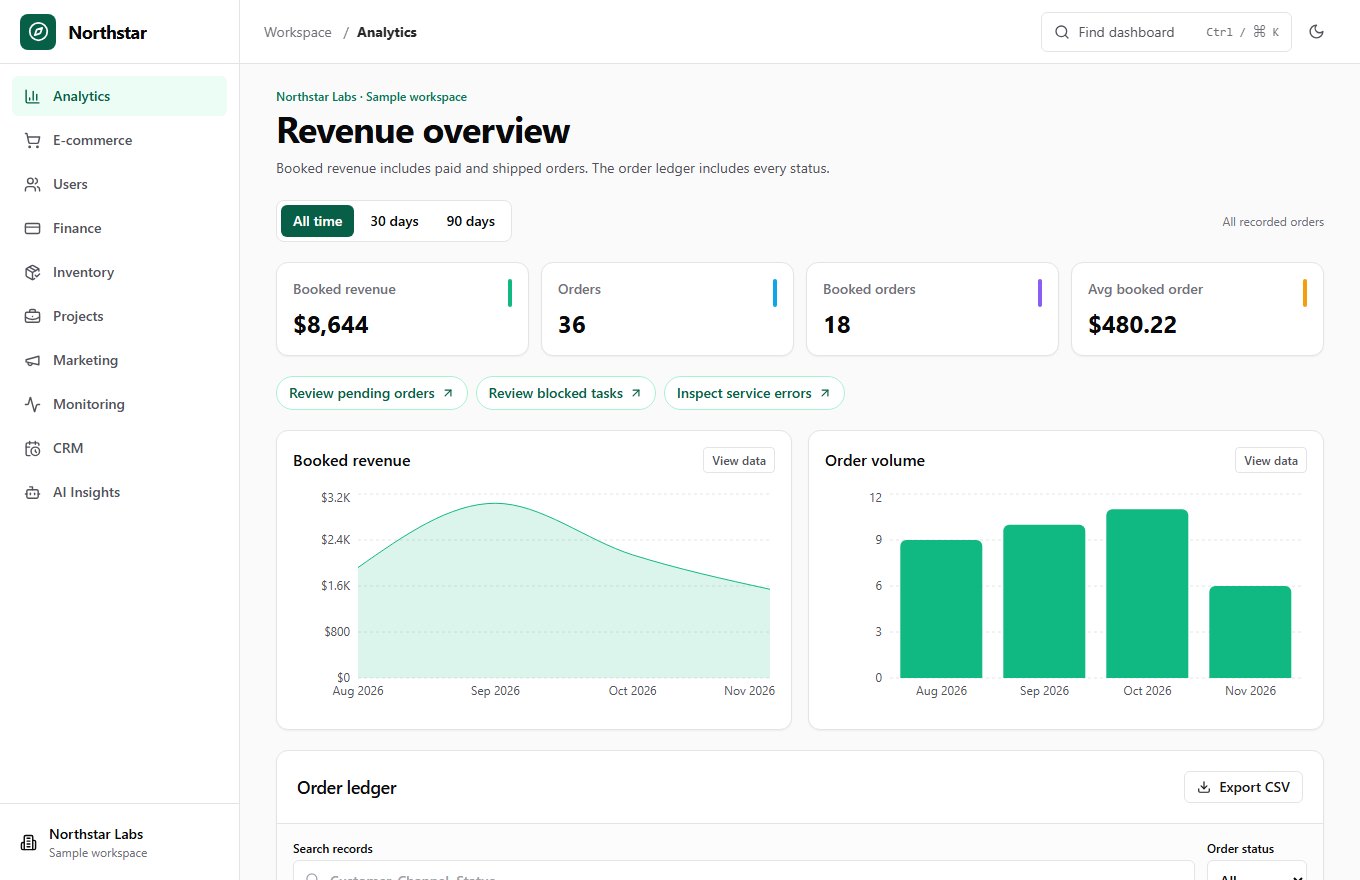 Northstar
Workspace / Analytics
Find dashboard Ctrl / ⌘ K
Analytics
E-commerce
Users
Finance
Inventory
Projects
Marketing
Monitoring
CRM
AI Insights
Northstar Labs
Sample workspace
Northstar Labs · Sample workspace
Revenue overview
Booked revenue includes paid and shipped orders. The order ledger includes every status.
All time 30 days 90 days
All recorded orders
Booked revenue
$8,644
Orders
36
Booked orders
18
Avg booked order
$480.22
Review pending orders
Review blocked tasks
Inspect service errors
Booked revenue
View data
$3.2K
$2.4K
$1.6K
$800
$0
Aug 2026 Sep 2026 Oct 2026 Nov 2026
Order volume
View data
12
9
6
3
0
Aug 2026 Sep 2026 Oct 2026 Nov 2026
Order ledger
Export CSV
Search records
Customer, Channel, Status
Order status
All